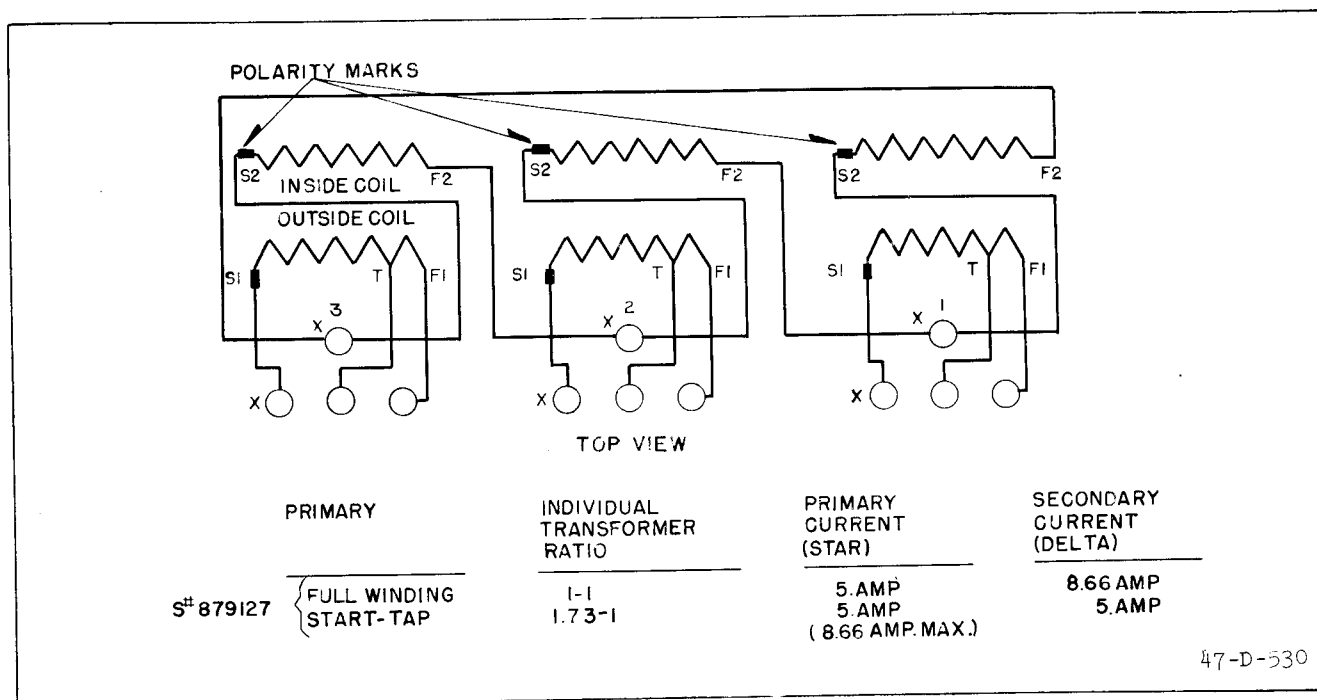 POLARITY MARKS
S2 F2 S2 F2 S2 F2
INSIDE COIL
OUTSIDE COIL
S1 T F1 S1 T F1 S1 T F1
3 2 1
X X X
X X X
TOP VIEW
PRIMARY
INDIVIDUAL
TRANSFORMER
RATIO
PRIMARY
CURRENT
(STAR)
SECONDARY
CURRENT
(DELTA)
S# 879127 FULL WINDING 1-1 5.AMP 8.66 AMP
START-TAP 1.73-1 5.AMP 5.AMP
(8.66 AMP. MAX.)
47-D-530